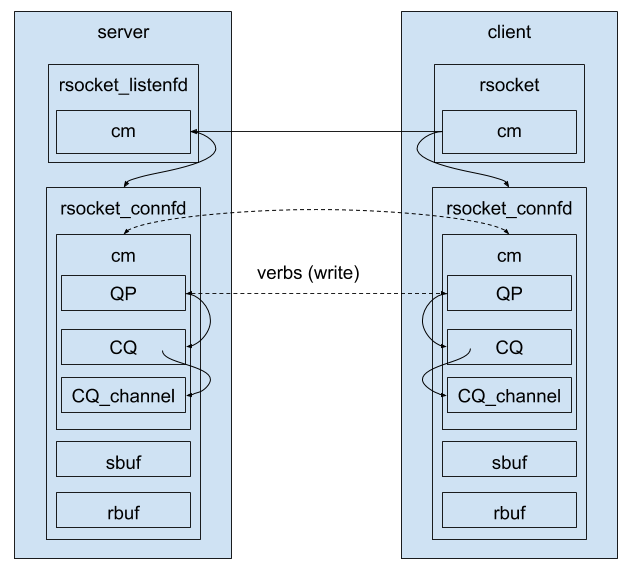 server
rsocket_listenfd
cm
rsocket_connfd
cm
QP
CQ
CQ_channel
sbuf
rbuf
verbs (write)
client
rsocket
cm
rsocket_connfd
cm
QP
CQ
CQ_channel
sbuf
rbuf